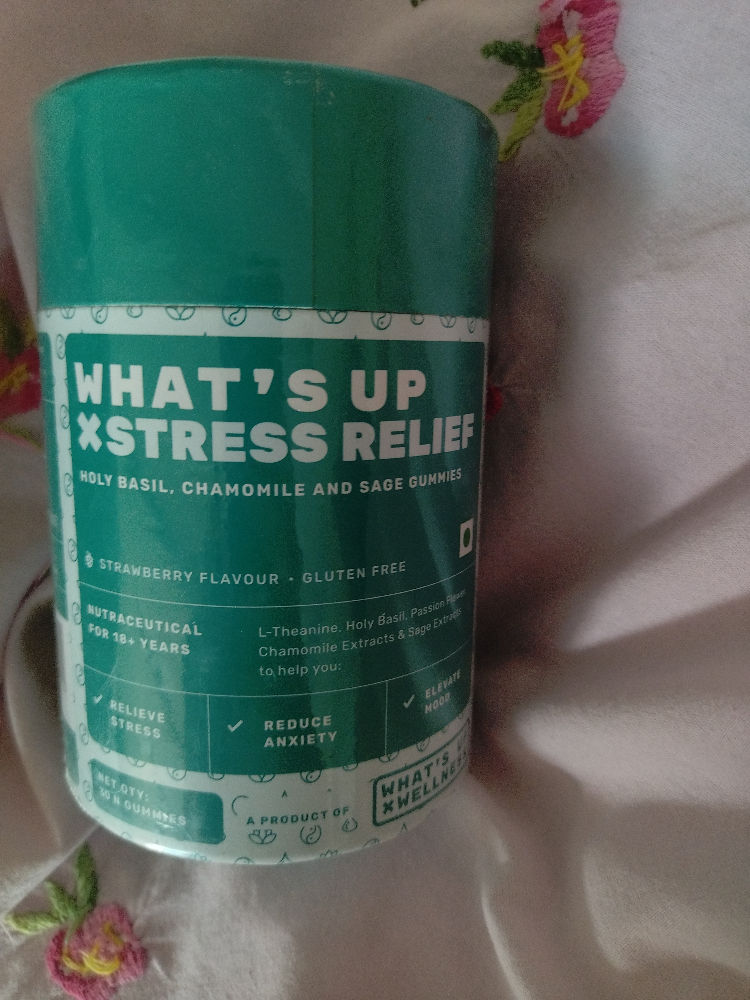 WHAT'S UP
XSTRESS RELIEF
HOLY BASIL, CHAMOMILE AND SAGE GUMMIES
STRAWBERRY FLAVOUR • GLUTEN FREE
NUTRACEUTICAL
FOR 18+ YEARS
L-Theanine, Holy Basil, Passion Flower
Chamomile Extracts & Sage Extracts
to help you:
RELIEVE
STRESS
REDUCE
ANXIETY
ELEVATE
MOOD
NET QTY:
30 N GUMMIES
A PRODUCT OF
WHAT'S UP
XWELLNESS